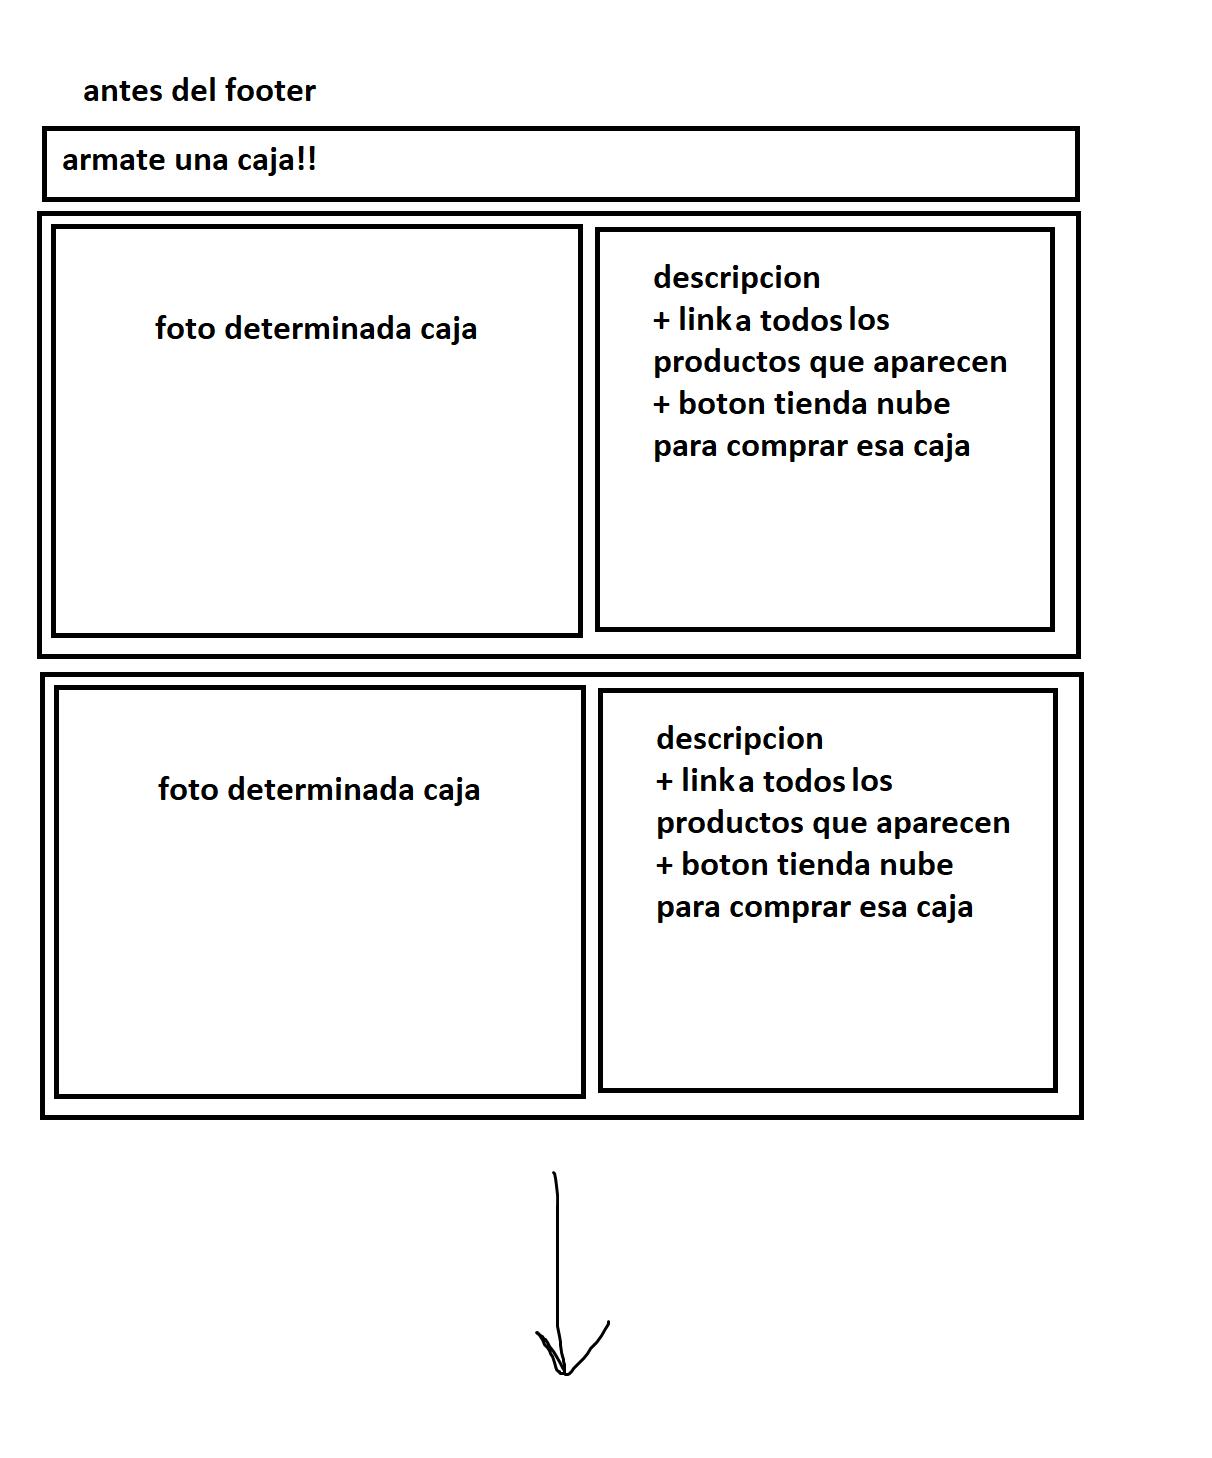 antes del footer
armate una caja!!
foto determinada caja
descripcion
+ link a todos los
productos que aparecen
+ boton tienda nube
para comprar esa caja
foto determinada caja
descripcion
+ link a todos los
productos que aparecen
+ boton tienda nube
para comprar esa caja